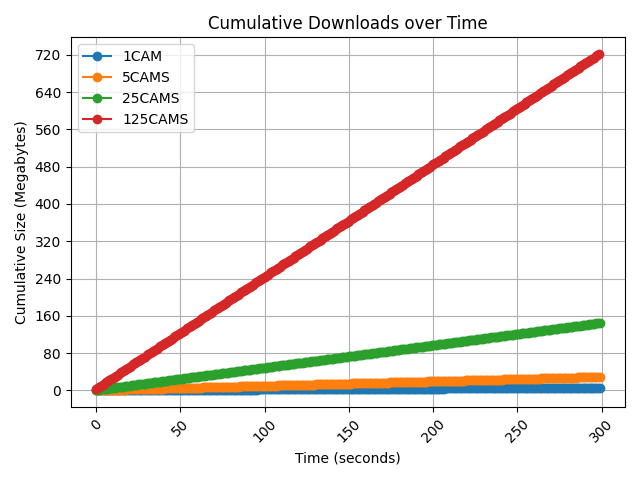 Cumulative Downloads over Time
1CAM
5CAMS
25CAMS
125CAMS
Cumulative Size (Megabytes)
720
640
560
480
400
320
240
160
80
0
0
50
100
150
200
250
300
Time (seconds)